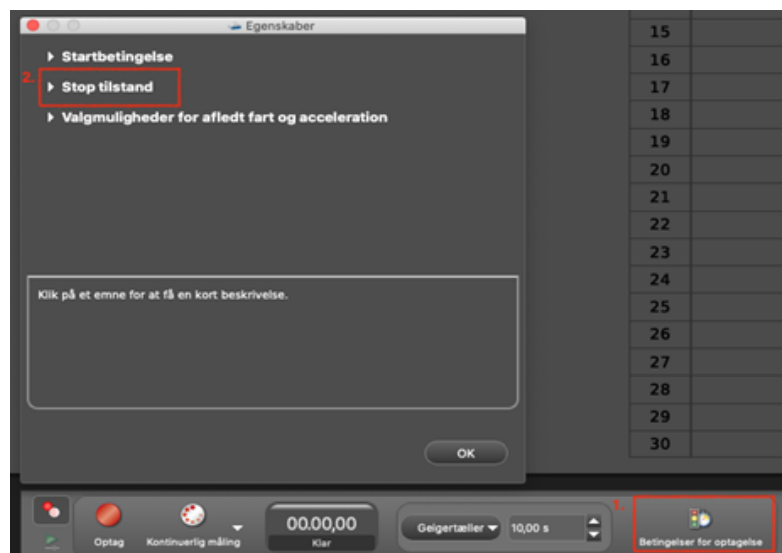 Egenskaber
Startbetingelse
2.
Stop tilstand
Valgmuligheder for afledt fart og acceleration
Klik på et emne for at få en kort beskrivelse.
OK
15
16
17
18
19
20
21
22
23
24
25
26
27
28
29
30
Optag
Kontinuerlig måling
00.00,00
Klar
Geigertæller
10,00 s
1.
Betingelser for optagelse